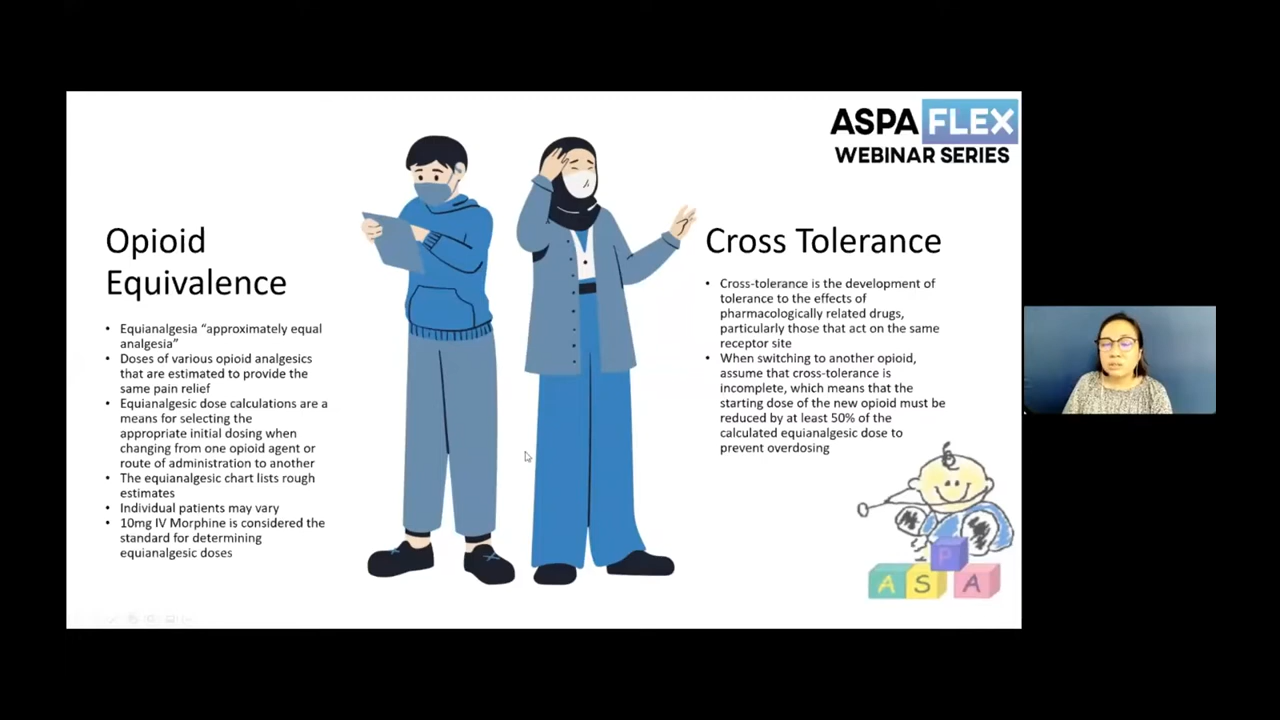 ASPA FLEX
WEBINAR SERIES
Opioid
Equivalence
• Equianalgesia “approximately equal
analgesia”
• Doses of various opioid analgesics
that are estimated to provide the
same pain relief
• Equianalgesic dose calculations are a
means for selecting the
appropriate initial dosing when
changing from one opioid agent or
route of administration to another
• The equianalgesic chart lists rough
estimates
• Individual patients may vary
• 10mg IV Morphine is considered the
standard for determining
equianalgesic doses
Cross Tolerance
• Cross-tolerance is the development of
tolerance to the effects of
pharmacologically related drugs,
particularly those that act on the same
receptor site
• When switching to another opioid,
assume that cross-tolerance is
incomplete, which means that the
starting dose of the new opioid must be
reduced by at least 50% of the
calculated equianalgesic dose to
prevent overdosing
P
A S A